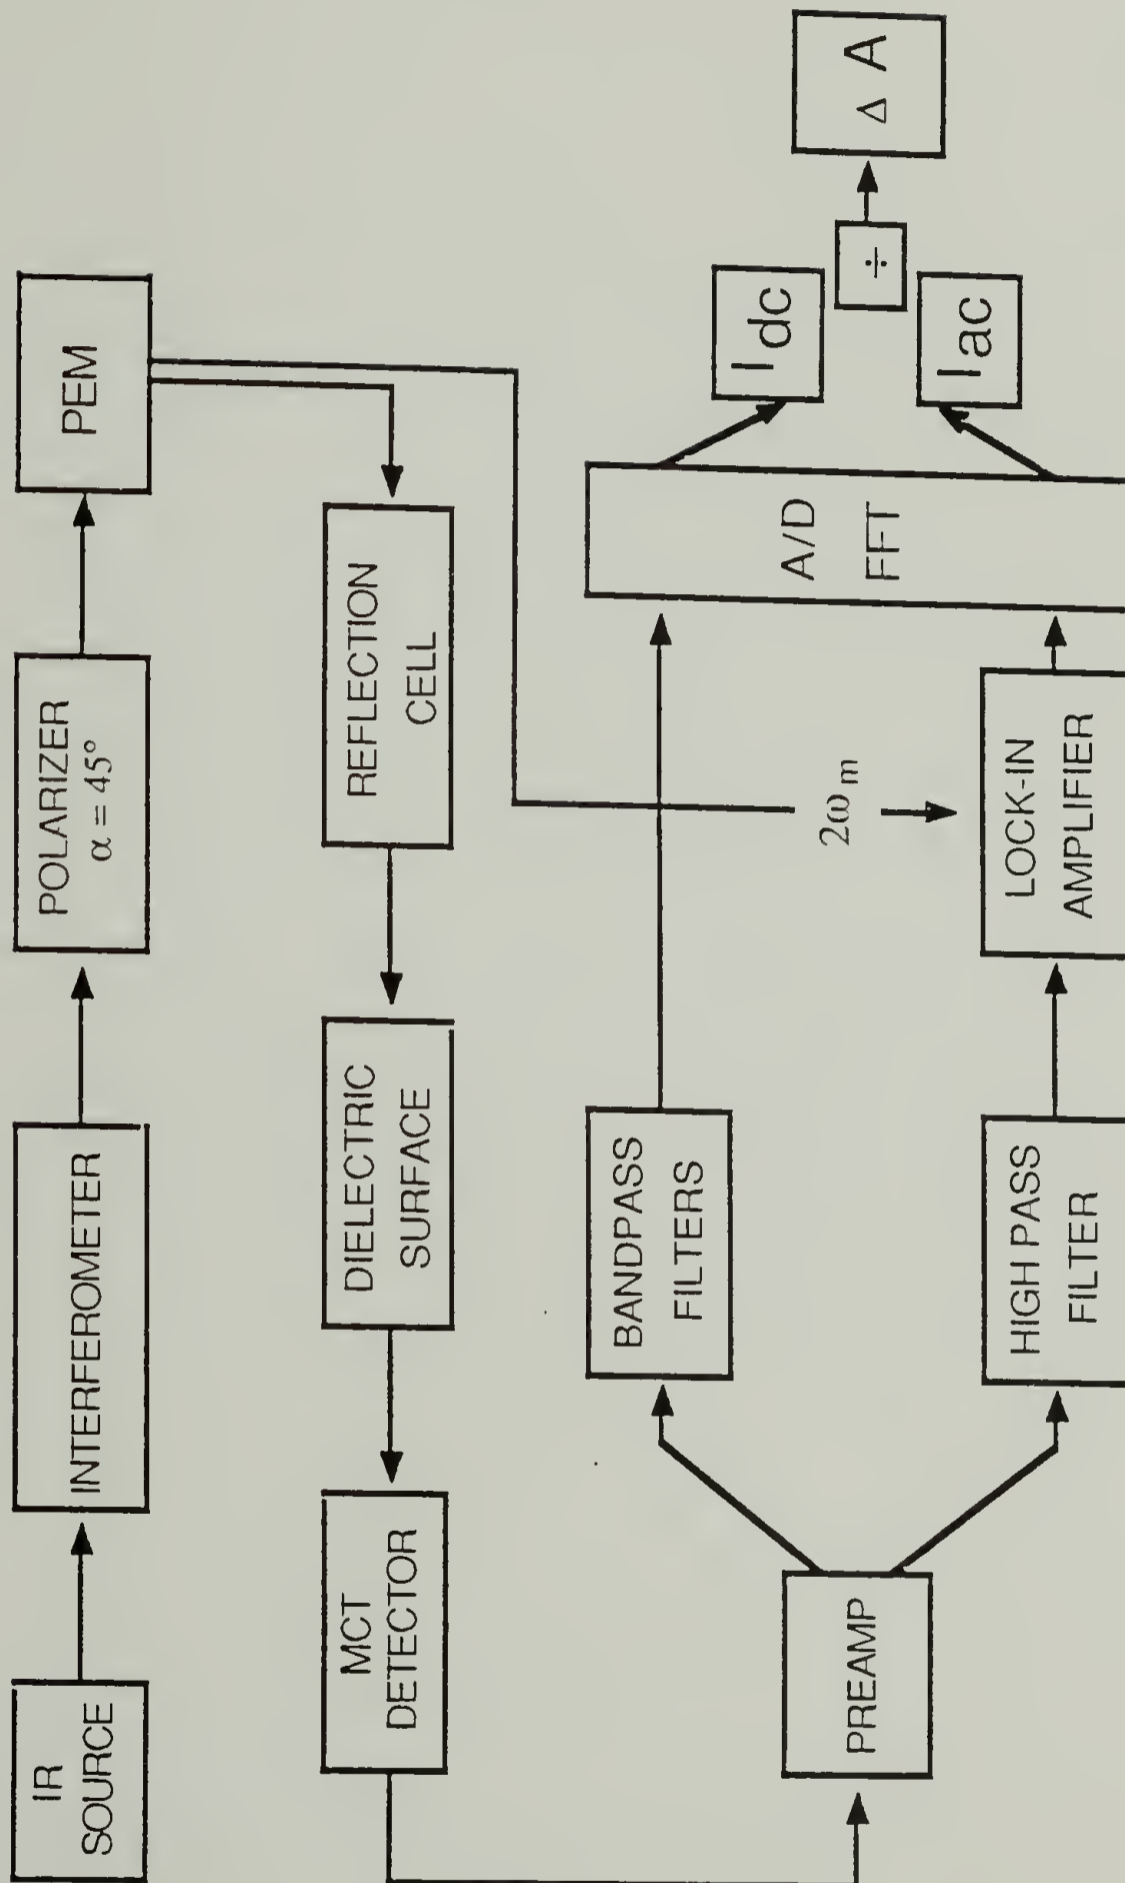 IR
SOURCE
INTERFEROMETER
POLARIZER
α = 45°
PEM
REFLECTION
CELL
DIELECTRIC
SURFACE
MCT
DETECTOR
PREAMP
BANDPASS
FILTERS
HIGH PASS
FILTER
2ω m
LOCK-IN
AMPLIFIER
A/D
FFT
I dc
I ac
÷
Δ A